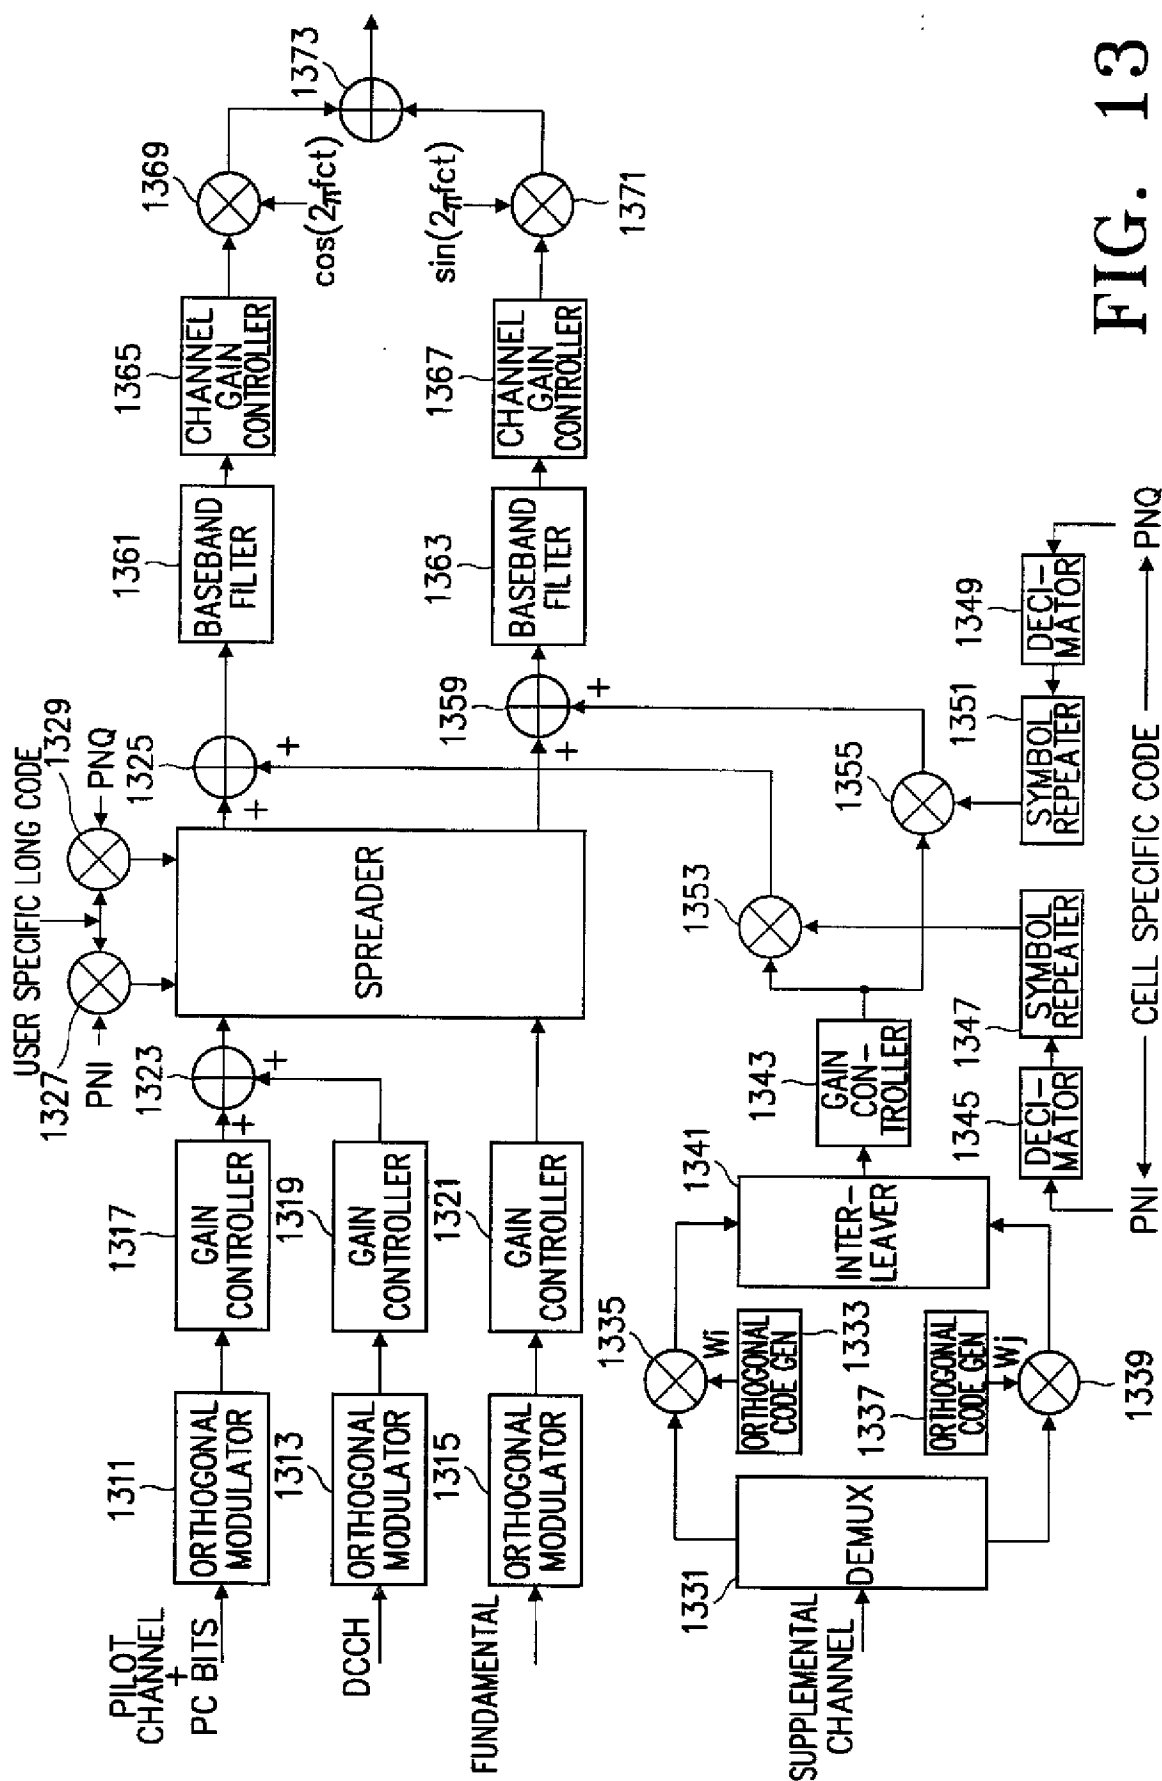 PILOT
CHANNEL
+
PC BITS
1311
ORTHOGONAL
MODULATOR
1317
GAIN
CONTROLLER
1323
+
+
USER SPECIFIC LONG CODE
1327
PNI
1329
PNQ
SPREADER
1325
+
+
1361
BASEBAND
FILTER
1365
CHANNEL
GAIN
CONTROLLER
1369
cos(2πfct)
1373
DCCH
1313
ORTHOGONAL
MODULATOR
1319
GAIN
CONTROLLER
FUNDAMENTAL
1315
ORTHOGONAL
MODULATOR
1321
GAIN
CONTROLLER
1359
+
+
1363
BASEBAND
FILTER
1367
CHANNEL
GAIN
CONTROLLER
sin(2πfct)
1371
SUPPLEMENTAL
CHANNEL
1331
DEMUX
1335
Wi
ORTHOGONAL
CODE GEN
1333
1337
ORTHOGONAL
CODE GEN
Wj
1339
1341
INTER-
LEAVER
1343
GAIN
CON-
TROLLER
1353
1355
1345
DECI-
MATOR
1347
SYMBOL
REPEATER
1351
SYMBOL
REPEATER
1349
DECI-
MATOR
PNI
CELL SPECIFIC CODE
PNQ
FIG. 13